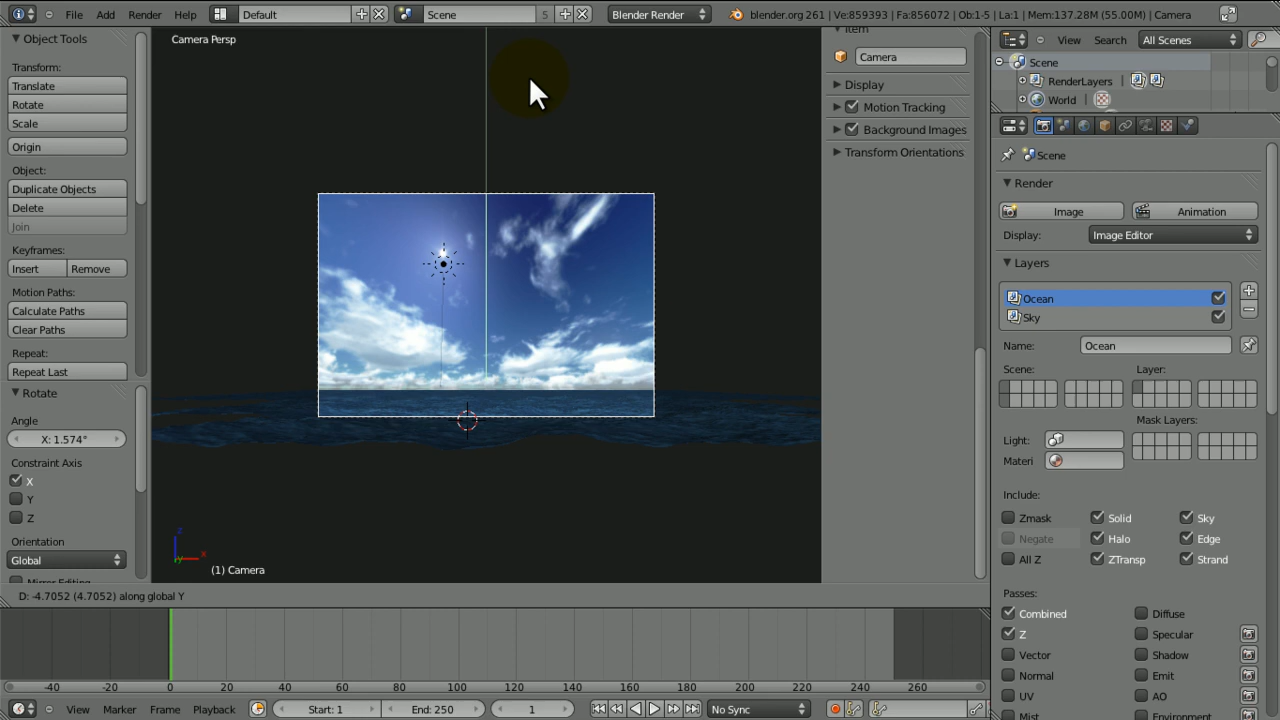 File Add Render Help Default Scene 5 Blender Render blender.org 261 | Ve:859393 | Fa:856072 | Ob:1-5 | La:1 | Mem:137.28M (55.00M) | Camera
Object Tools
Transform:
Translate
Rotate
Scale
Origin
Object:
Duplicate Objects
Delete
Join
Keyframes:
Insert Remove
Motion Paths:
Calculate Paths
Clear Paths
Repeat:
Repeat Last
Rotate
Angle
X: 1.574°
Constraint Axis
X
Y
Z
Orientation
Global
Mirror Editing
Camera Persp
z
x
y
(1) Camera
Item
Camera
Display
Motion Tracking
Background Images
Transform Orientations
D: -4.7052 (4.7052) along global Y
-40 -20 0 20 40 60 80 100 120 140 160 180 200 220 240 260
View Marker Frame Playback Start: 1 End: 250 1 No Sync
View Search All Scenes
Scene
RenderLayers
World
Scene
Render
Image Animation
Display: Image Editor
Layers
Ocean
Sky
Name: Ocean
Scene: Layer:
Mask Layers:
Light:
Materi
Include:
Zmask Solid Sky
Negate Halo Edge
All Z ZTransp Strand
Passes:
Combined Diffuse
Z Specular
Vector Shadow
Normal Emit
UV AO
Mist Environment